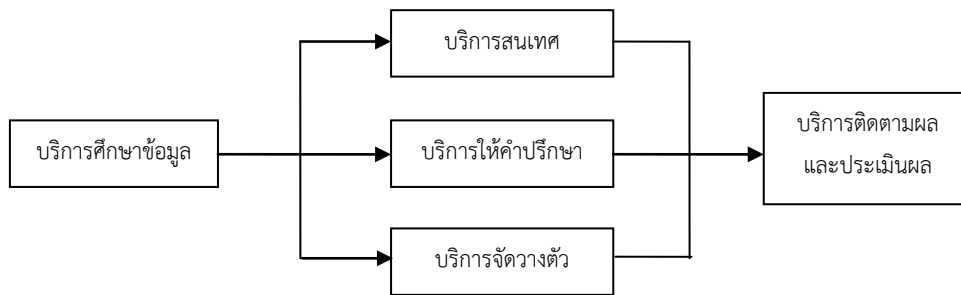 บริการสนเทศ
บริการศึกษาข้อมูล
บริการให้คำปรึกษา
บริการติดตามผล
และประเมินผล
บริการจัดวางตัว